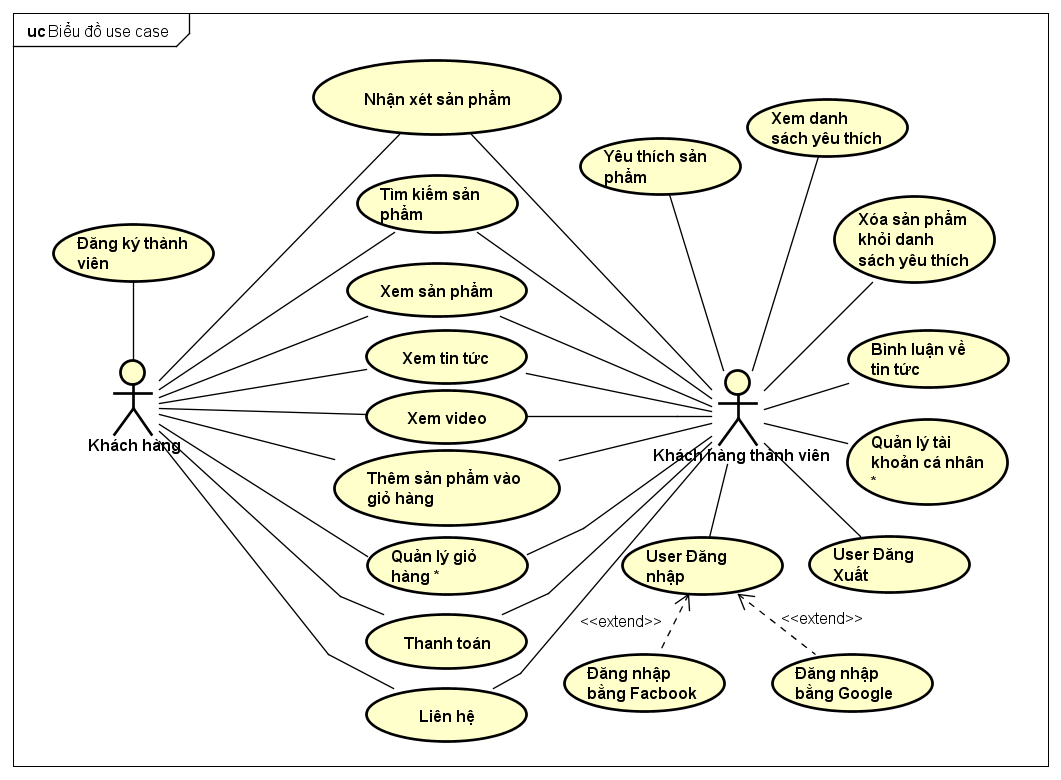 uc Biểu đồ use case
Nhận xét sản phẩm
Xem danh
sách yêu thích
Yêu thích sản
phẩm
Tìm kiếm sản
phẩm
Xóa sản phẩm
khỏi danh
sách yêu thích
Đăng ký thành
viên
Xem sản phẩm
Xem tin tức
Bình luận về
tin tức
Xem video
Khách hàng
Khách hàng thành viên
Quản lý tài
khoản cá nhân
*
Thêm sản phẩm vào
giỏ hàng
Quản lý giỏ
hàng *
User Đăng
nhập
User Đăng
Xuất
<<extend>>
<<extend>>
Thanh toán
Đăng nhập
bằng Facbook
Đăng nhập
bằng Google
Liên hệ